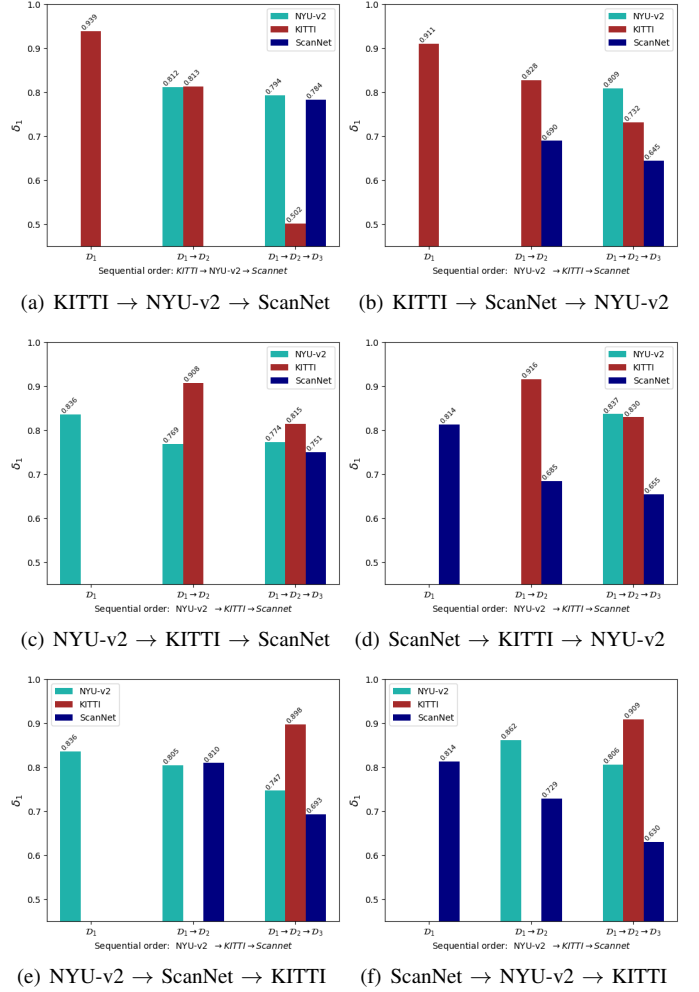 1.0
0.9
0.8
0.7
0.6
0.5
δ1
NYU-v2
KITTI
ScanNet
0.939
0.812
0.813
0.794
0.502
0.784
D1
D1 → D2
D1 → D2 → D3
Sequential order: KITTI → NYU-v2 → Scannet
(a) KITTI → NYU-v2 → ScanNet
1.0
0.9
0.8
0.7
0.6
0.5
δ1
NYU-v2
KITTI
ScanNet
0.911
0.828
0.690
0.809
0.732
0.645
D1
D1 → D2
D1 → D2 → D3
Sequential order: NYU-v2 → KITTI → Scannet
(b) KITTI → ScanNet → NYU-v2
1.0
0.9
0.8
0.7
0.6
0.5
δ1
NYU-v2
KITTI
ScanNet
0.836
0.769
0.908
0.774
0.815
0.751
D1
D1 → D2
D1 → D2 → D3
Sequential order: NYU-v2 → KITTI → Scannet
(c) NYU-v2 → KITTI → ScanNet
1.0
0.9
0.8
0.7
0.6
0.5
δ1
NYU-v2
KITTI
ScanNet
0.814
0.916
0.685
0.837
0.830
0.655
D1
D1 → D2
D1 → D2 → D3
Sequential order: NYU-v2 → KITTI → Scannet
(d) ScanNet → KITTI → NYU-v2
1.0
0.9
0.8
0.7
0.6
0.5
δ1
NYU-v2
KITTI
ScanNet
0.836
0.805
0.810
0.747
0.898
0.693
D1
D1 → D2
D1 → D2 → D3
Sequential order: NYU-v2 → KITTI → Scannet
(e) NYU-v2 → ScanNet → KITTI
1.0
0.9
0.8
0.7
0.6
0.5
δ1
NYU-v2
KITTI
ScanNet
0.814
0.862
0.729
0.806
0.909
0.630
D1
D1 → D2
D1 → D2 → D3
Sequential order: NYU-v2 → KITTI → Scannet
(f) ScanNet → NYU-v2 → KITTI